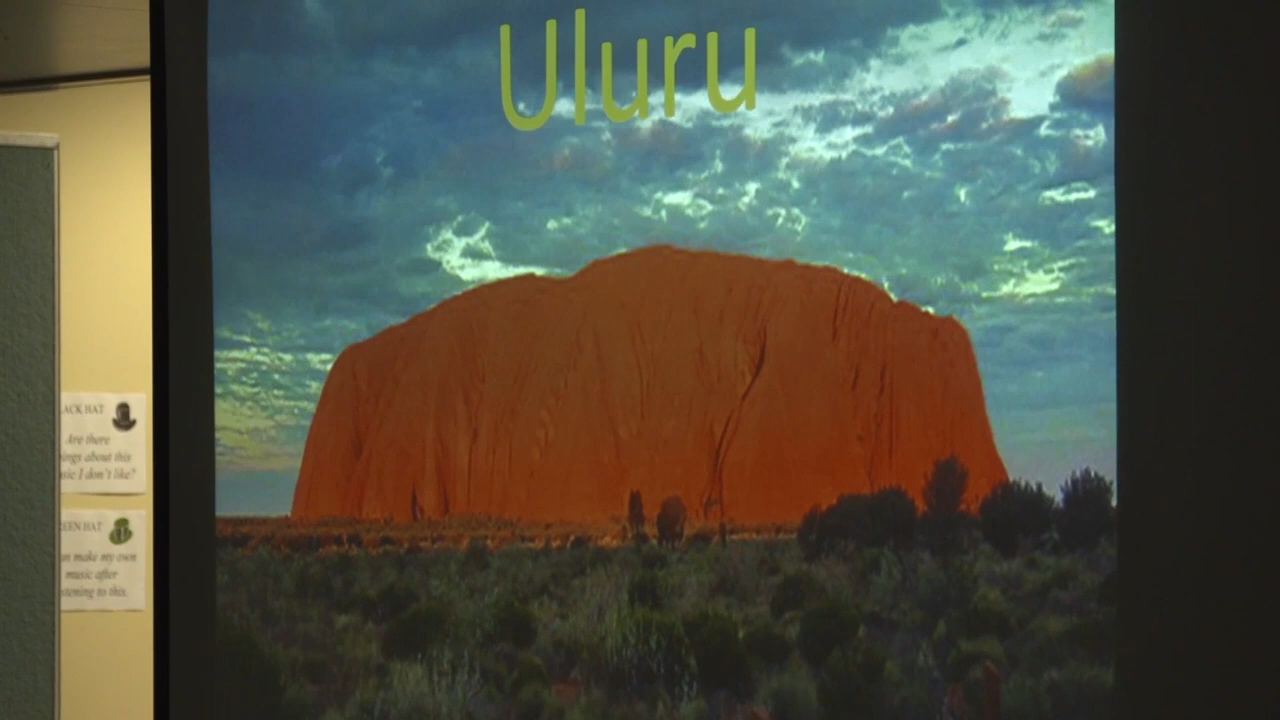 Uluru
ACK HAT
Are there
ings about this
sic I don't like?
EEN HAT
an make my own
music after
stening to this.